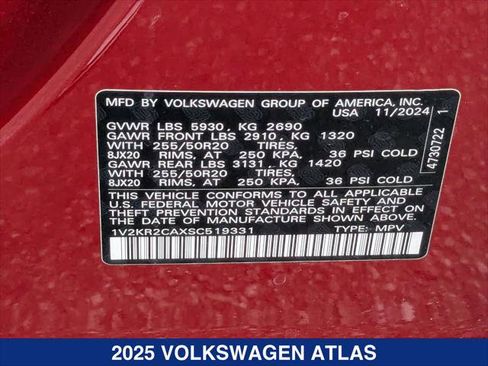 MFD BY VOLKSWAGEN GROUP OF AMERICA, INC.
USA 11/2024
GVWR LBS 5930, KG 2690
GAWR FRONT LBS 2910, KG 1320
WITH 255/50R20
8JX20 RIMS, AT 250 KPA, 36 PSI COLD
GAWR REAR LBS 3131, KG 1420
WITH 255/50R20
8JX20 RIMS, AT 250 KPA, 36 PSI COLD
THIS VEHICLE CONFORMS TO ALL APPLICABLE
U.S. FEDERAL MOTOR VEHICLE SAFETY AND
THEFT PREVENTION STANDARDS IN EFFECT ON
THE DATE OF MANUFACTURE SHOWN ABOVE.
1V2KR2CAXSC519331 TYPE: MPV
4730722 1
2025 VOLKSWAGEN ATLAS